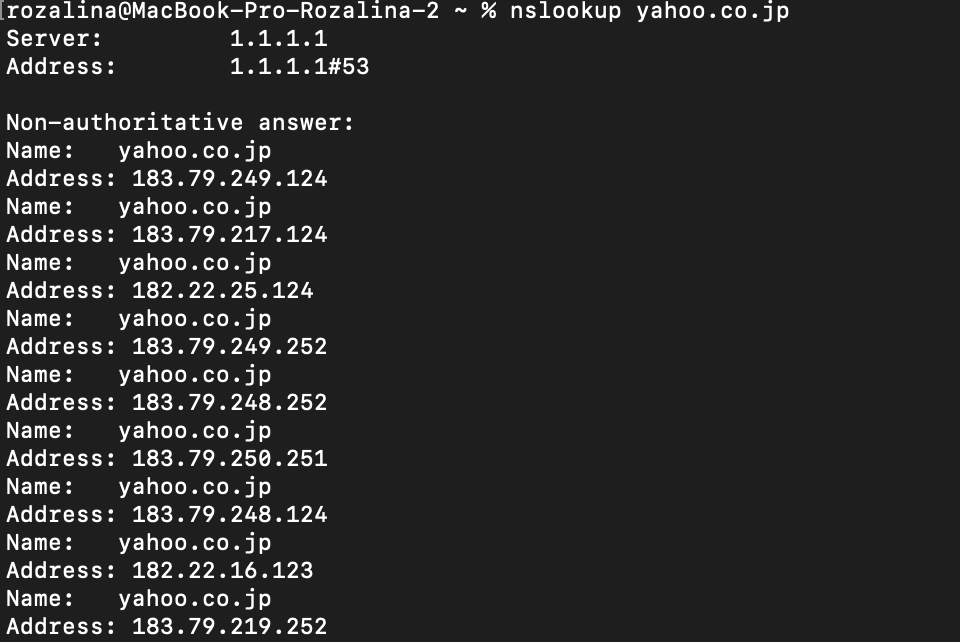 [rozalina@MacBook-Pro-Rozalina-2 ~ % nslookup yahoo.co.jp
Server: 1.1.1.1
Address: 1.1.1.1#53
Non-authoritative answer:
Name: yahoo.co.jp
Address: 183.79.249.124
Name: yahoo.co.jp
Address: 183.79.217.124
Name: yahoo.co.jp
Address: 182.22.25.124
Name: yahoo.co.jp
Address: 183.79.249.252
Name: yahoo.co.jp
Address: 183.79.248.252
Name: yahoo.co.jp
Address: 183.79.250.251
Name: yahoo.co.jp
Address: 183.79.248.124
Name: yahoo.co.jp
Address: 182.22.16.123
Name: yahoo.co.jp
Address: 183.79.219.252